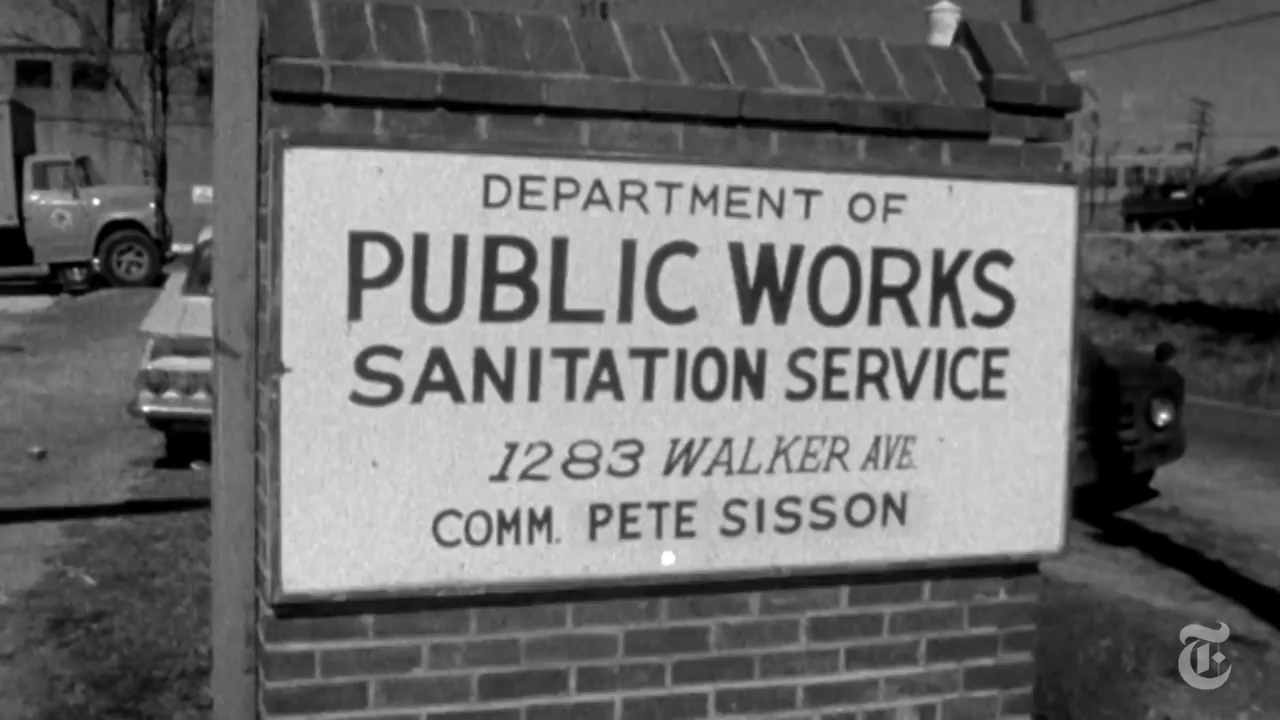 DEPARTMENT OF
PUBLIC WORKS
SANITATION SERVICE
1283 WALKER AVE.
COMM. PETE SISSON
T